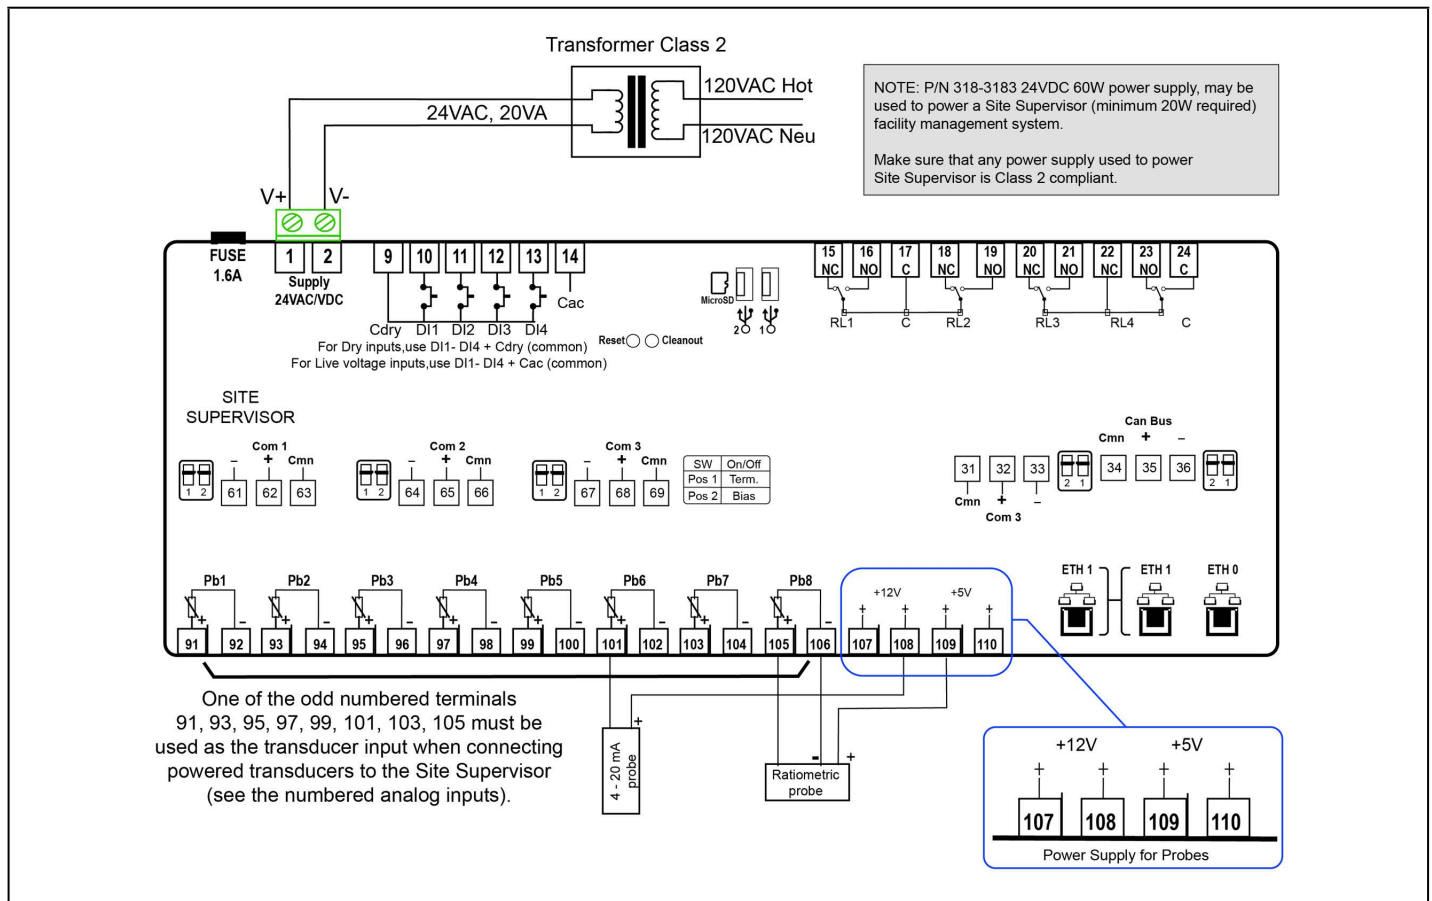 Transformer Class 2
120VAC Hot
24VAC, 20VA
120VAC Neu
NOTE: P/N 318-3183 24VDC 60W power supply, may be
used to power a Site Supervisor (minimum 20W required)
facility management system.
Make sure that any power supply used to power
Site Supervisor is Class 2 compliant.
V+ V-
FUSE
1.6A
1 2
Supply
24VAC/VDC
9 10 11 12 13 14
Cac
Cdry DI1 DI2 DI3 DI4
For Dry inputs,use DI1- DI4 + Cdry (common)
For Live voltage inputs,use DI1- DI4 + Cac (common)
MicroSD
2 1
Reset Cleanout
15 16 17 18 19 20 21 22 23 24
NC NO C NC NO NC NO NC NO C
RL1 C RL2 RL3 RL4 C
SITE
SUPERVISOR
Com 1
– + Cmn
1 2 61 62 63
Com 2
– + Cmn
1 2 64 65 66
Com 3
– + Cmn
1 2 67 68 69
SW On/Off
Pos 1 Term.
Pos 2 Bias
31 32 33
Cmn + –
Com 3
2 1
Can Bus
Cmn + –
34 35 36
2 1
Pb1 Pb2 Pb3 Pb4 Pb5 Pb6 Pb7 Pb8
+ – + – + – + – + – + – + – + –
91 92 93 94 95 96 97 98 99 100 101 102 103 104 105 106
+12V +5V
+ + + +
107 108 109 110
ETH 1 ETH 1 ETH 0
One of the odd numbered terminals
91, 93, 95, 97, 99, 101, 103, 105 must be
used as the transducer input when connecting
powered transducers to the Site Supervisor
(see the numbered analog inputs).
+
4 - 20 mA
probe
- +
Ratiometric
probe
+12V +5V
+ + + +
107 108 109 110
Power Supply for Probes